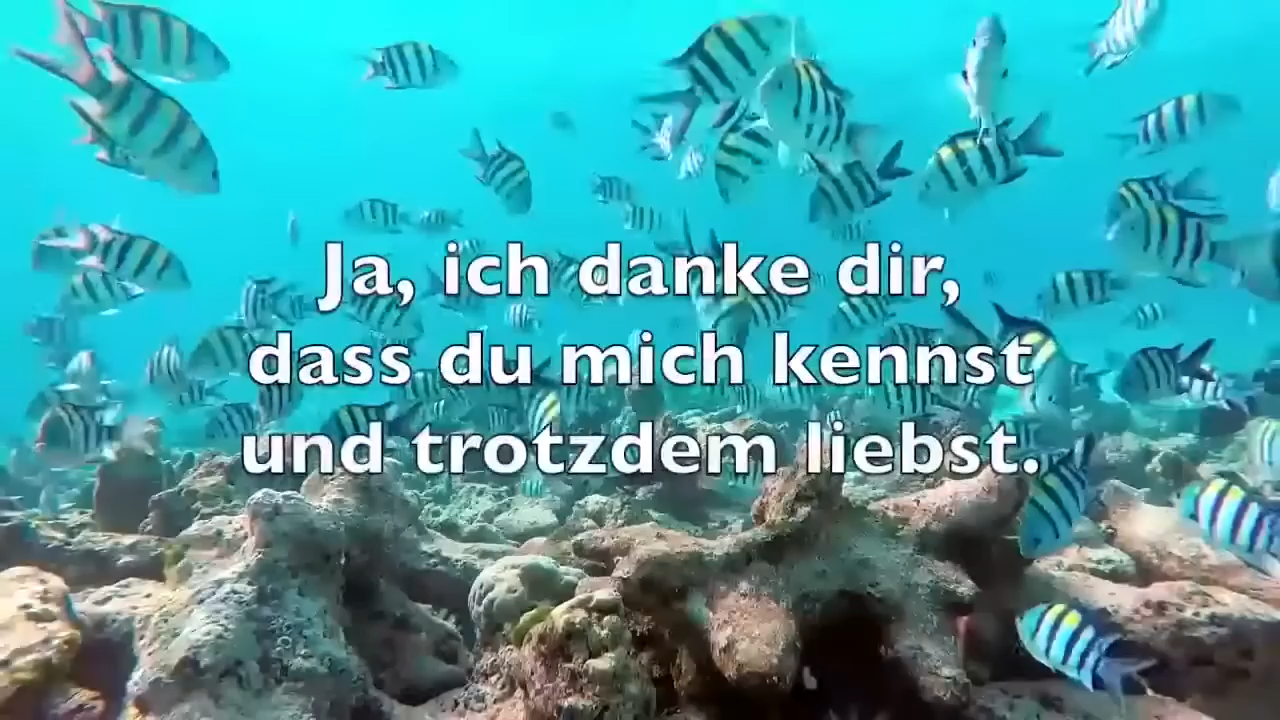 Ja, ich danke dir,
dass du mich kennst
und trotzdem liebst.